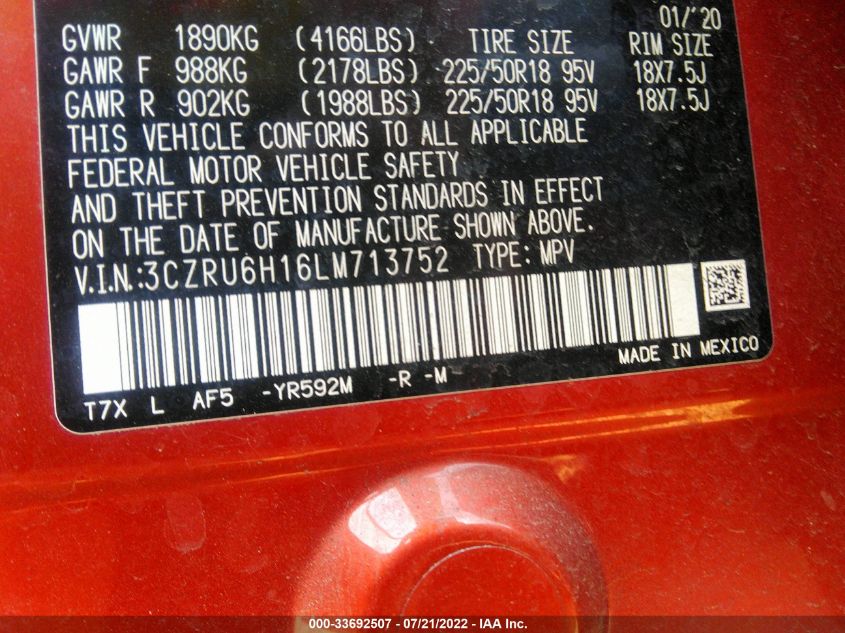 01/'20
GVWR 1890KG (4166LBS) TIRE SIZE RIM SIZE
GAWR F 988KG (2178LBS) 225/50R18 95V 18X7.5J
GAWR R 902KG (1988LBS) 225/50R18 95V 18X7.5J
THIS VEHICLE CONFORMS TO ALL APPLICABLE
FEDERAL MOTOR VEHICLE SAFETY
AND THEFT PREVENTION STANDARDS IN EFFECT
ON THE DATE OF MANUFACTURE SHOWN ABOVE.
V.I.N.:3CZRU6H16LM713752 TYPE: MPV
MADE IN MEXICO
T7X L AF5 -YR592M -R -M
000-33692507 - 07/21/2022 - IAA Inc.